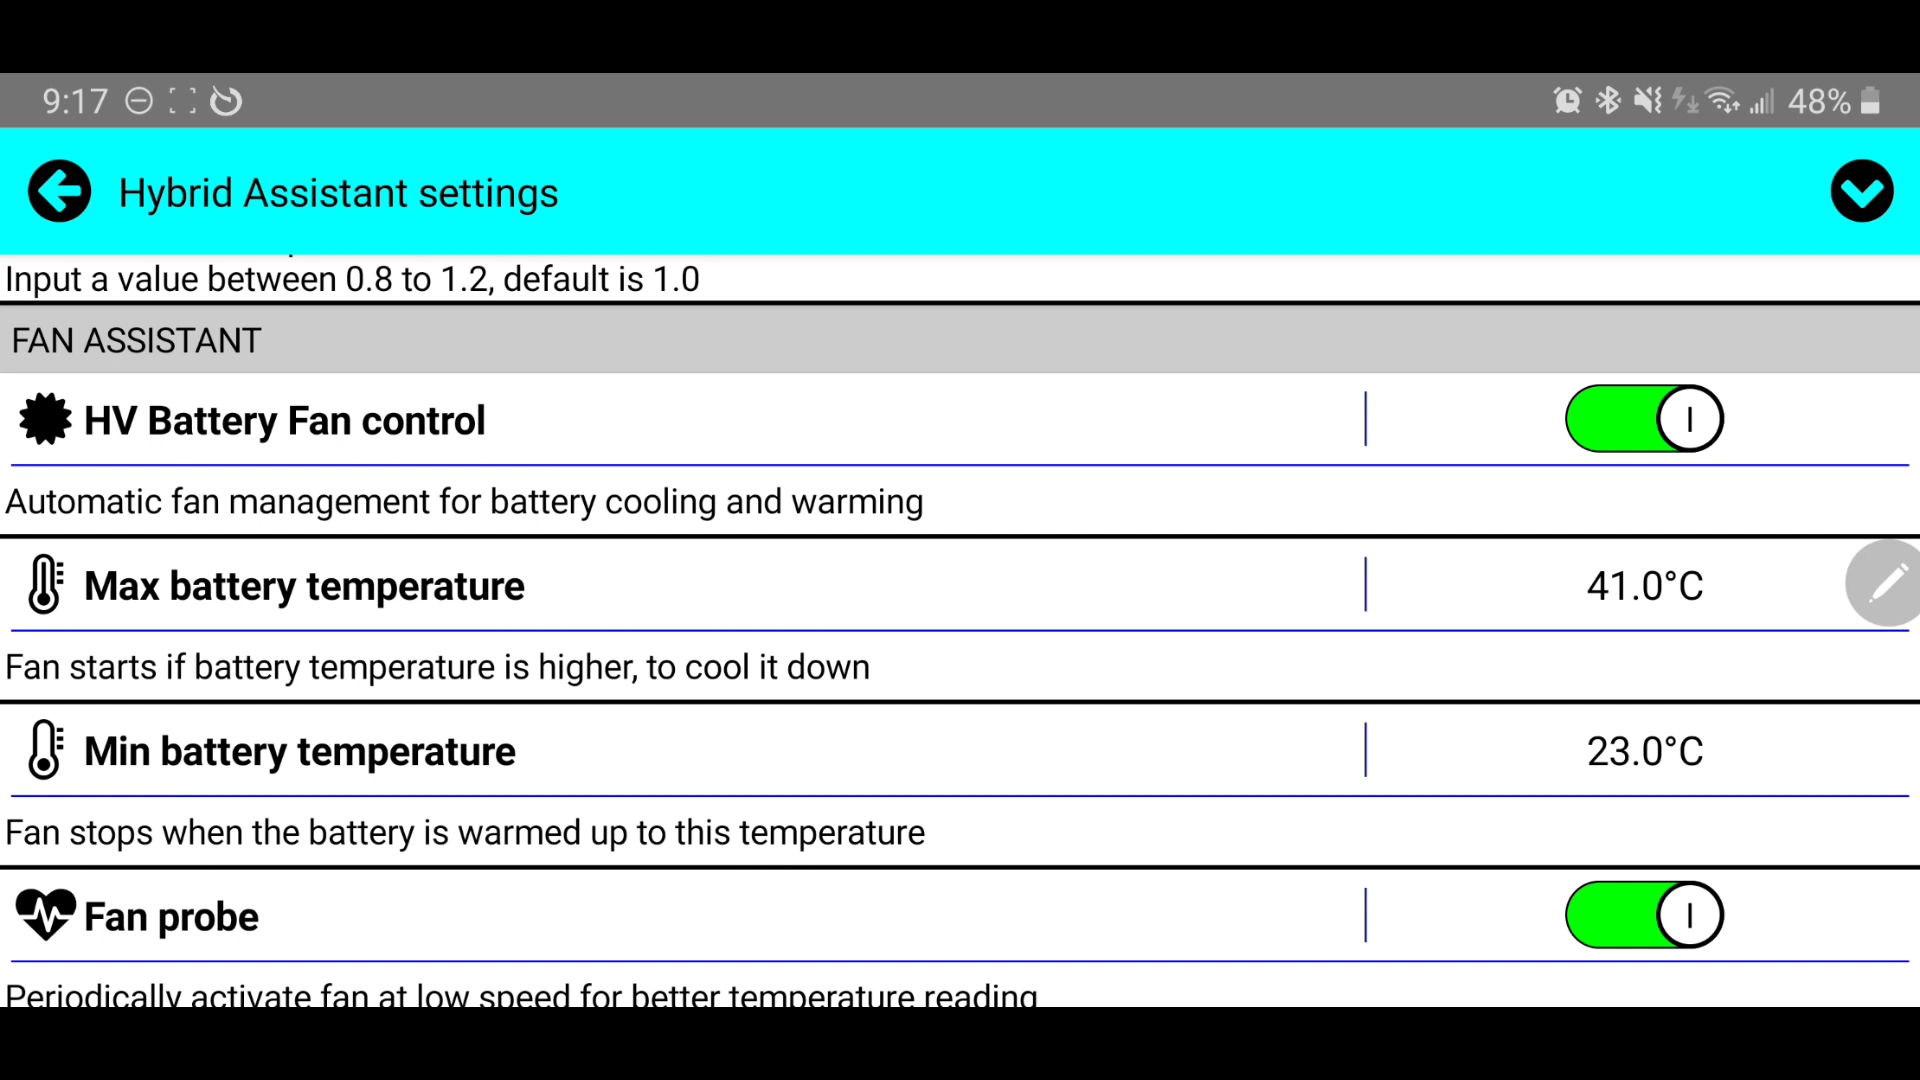 9:17 48%
Hybrid Assistant settings
Input a value between 0.8 to 1.2, default is 1.0
FAN ASSISTANT
HV Battery Fan control
Automatic fan management for battery cooling and warming
Max battery temperature 41.0°C
Fan starts if battery temperature is higher, to cool it down
Min battery temperature 23.0°C
Fan stops when the battery is warmed up to this temperature
Fan probe
Periodically activate fan at low speed for better temperature reading